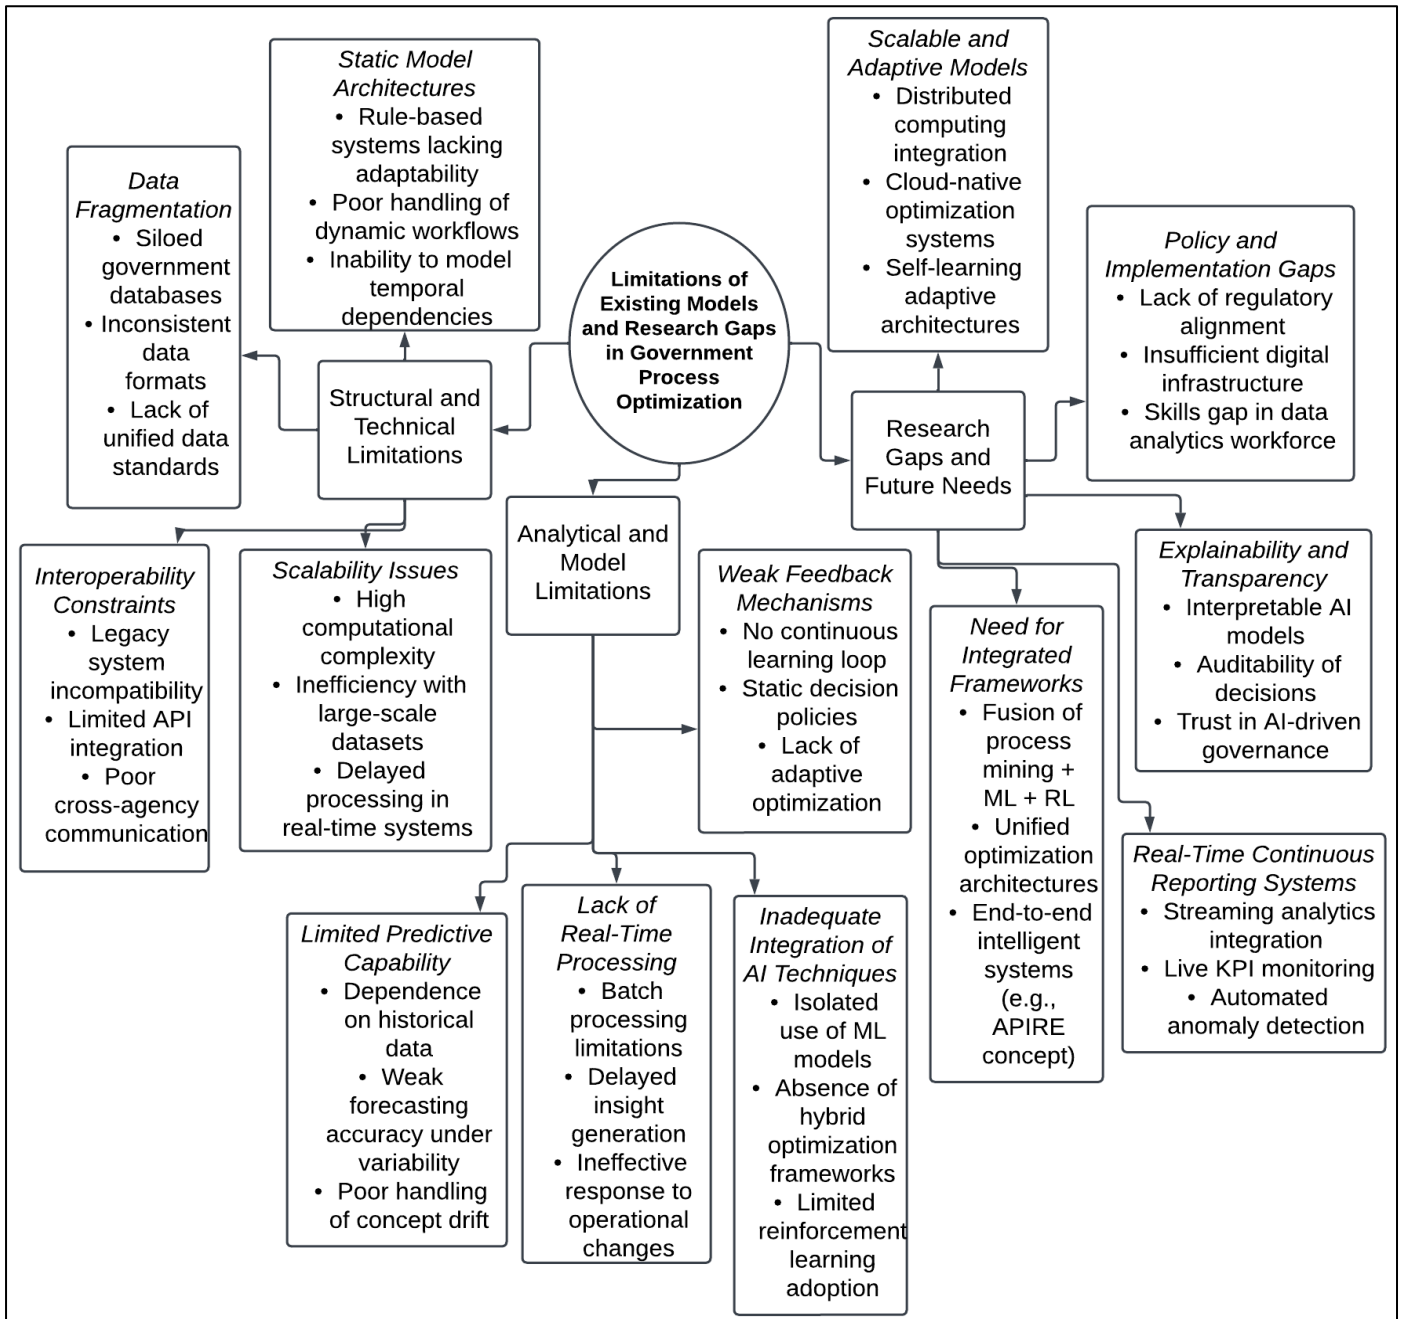 Limitations of
Existing Models
and Research Gaps
in Government
Process
Optimization
Structural and
Technical
Limitations
Static Model
Architectures
• Rule-based
systems lacking
adaptability
• Poor handling of
dynamic workflows
• Inability to model
temporal
dependencies
Data
Fragmentation
• Siloed
government
databases
• Inconsistent
data
formats
• Lack of
unified data
standards
Interoperability
Constraints
• Legacy
system
incompatibility
• Limited API
integration
• Poor
cross-agency
communication
Scalability Issues
• High
computational
complexity
• Inefficiency with
large-scale
datasets
• Delayed
processing in
real-time systems
Analytical and
Model
Limitations
Weak Feedback
Mechanisms
• No continuous
learning loop
• Static decision
policies
• Lack of
adaptive
optimization
Limited Predictive
Capability
• Dependence
on historical
data
• Weak
forecasting
accuracy under
variability
• Poor handling
of concept drift
Lack of
Real-Time
Processing
• Batch
processing
limitations
• Delayed
insight
generation
• Ineffective
response to
operational
changes
Inadequate
Integration of
AI Techniques
• Isolated
use of ML
models
• Absence of
hybrid
optimization
frameworks
• Limited
reinforcement
learning
adoption
Research
Gaps and
Future Needs
Scalable and
Adaptive Models
• Distributed
computing
integration
• Cloud-native
optimization
systems
• Self-learning
adaptive
architectures
Policy and
Implementation Gaps
• Lack of regulatory
alignment
• Insufficient digital
infrastructure
• Skills gap in data
analytics workforce
Explainability and
Transparency
• Interpretable AI
models
• Auditability of
decisions
• Trust in AI-driven
governance
Need for
Integrated
Frameworks
• Fusion of
process
mining +
ML + RL
• Unified
optimization
architectures
• End-to-end
intelligent
systems
(e.g.,
APIRE
concept)
Real-Time Continuous
Reporting Systems
• Streaming analytics
integration
• Live KPI monitoring
• Automated
anomaly detection